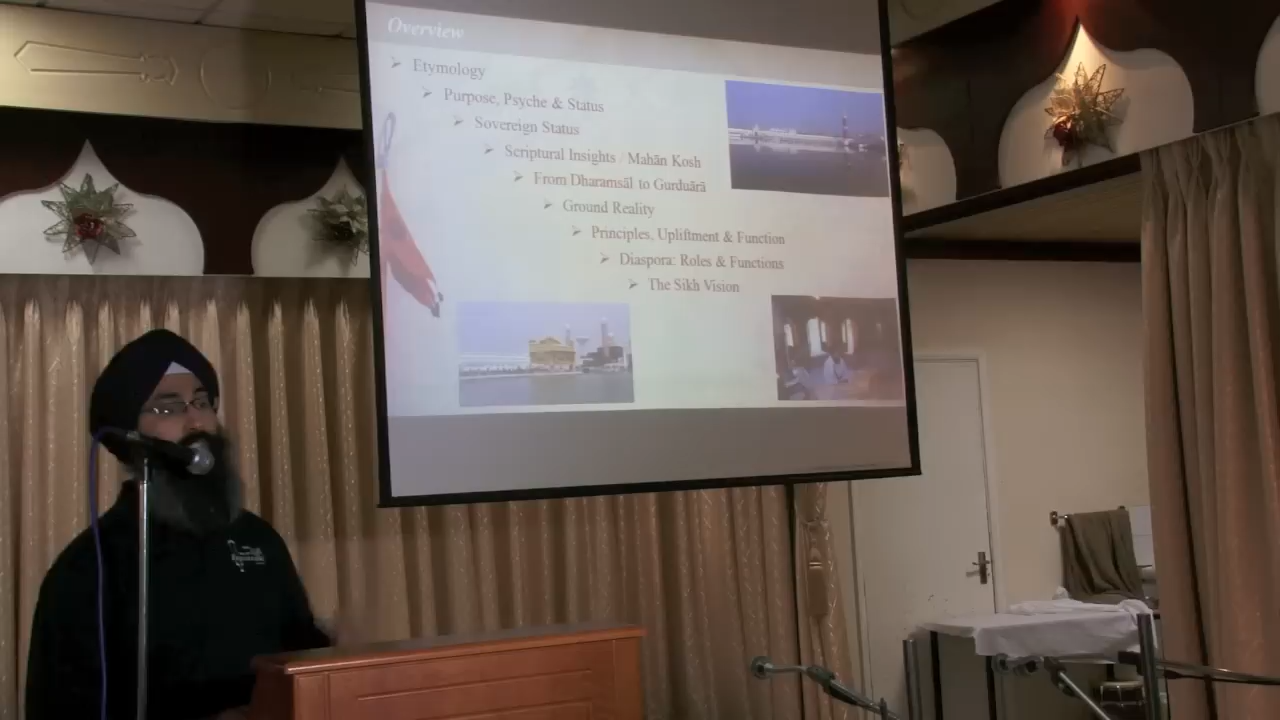 Overview
Etymology
Purpose, Psyche & Status
Sovereign Status
Scriptural Insights / Mahān Kosh
From Dharamsāl to Gurduārā
Ground Reality
Principles, Upliftment & Function
Diaspora: Roles & Functions
The Sikh Vision